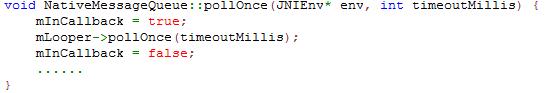 void NativeMessageQueue::pollOnce(JNIEnv* env, int timeoutMillis) {
    mInCallback = true;
    mLooper->pollOnce(timeoutMillis);
    mInCallback = false;
    ......
}